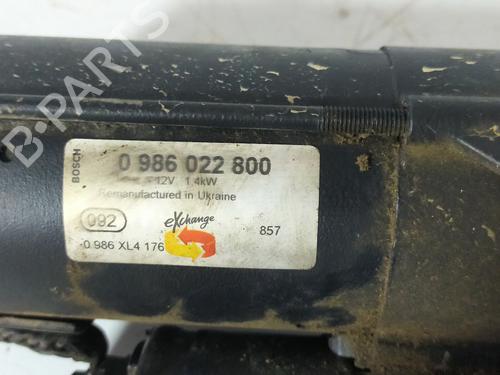 BOSCH
0 986 022 800
12V 1.4kW
Remanufactured in Ukraine
092
eXchange
857
0 986 XL4 176
B-PARTS